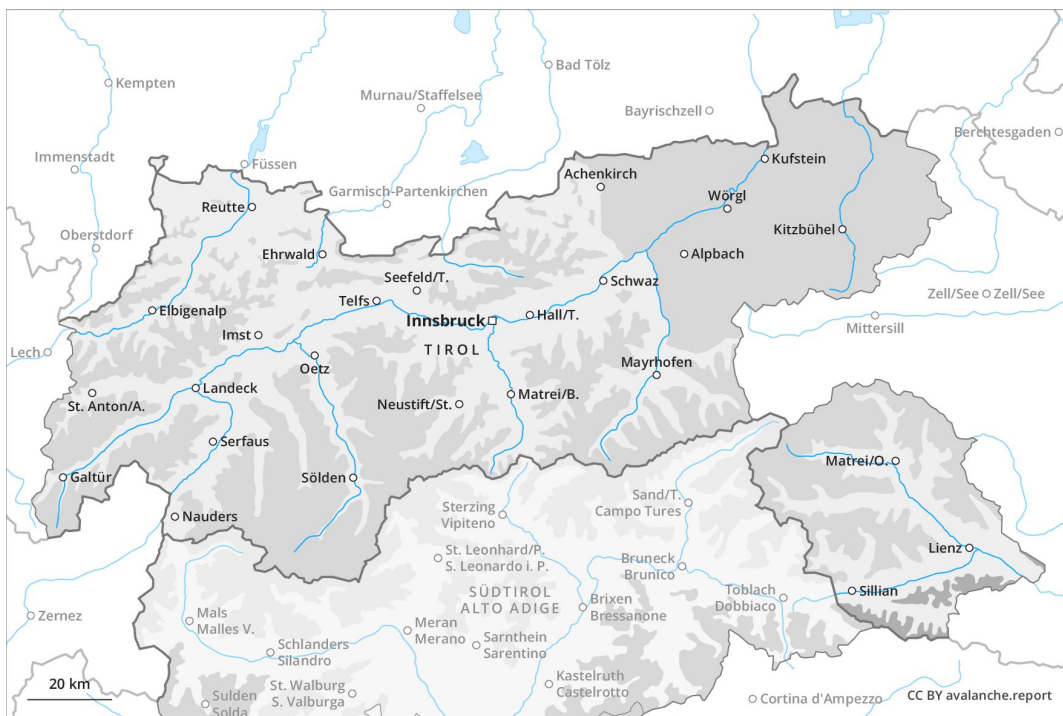 Kempten
Bad Tölz
Murnau/Staffelsee
Bayrischzell
Berchtesgaden
Immenstadt
Füssen
Kufstein
Achenkirch
Garmisch-Partenkirchen
Reutte
Wörgl
Kitzbühel
Oberstdorf
Ehrwald
Alpbach
Seefeld/T.
Schwaz
Zell/See
Zell/See
Telfs
Elbigenalp
Innsbruck
Hall/T.
Mittersill
Imst
TIROL
Lech
Oetz
Mayrhofen
Landeck
St. Anton/A.
Neustift/St.
Matrei/B.
Serfaus
Matrei/O.
Galtür
Sölden
Sand/T.
Campo Tures
Sterzing
Vipiteno
Nauders
Lienz
St. Leonhard/P.
S. Leonardo i. P.
Bruneck
Brunico
SÜDTIROL
ALTO ADIGE
Toblach
Dobbiaco
Sillian
Zernez
Mals
Malles V.
Brixen
Bressanone
Meran
Merano
Sarnthein
Sarentino
Schlanders
Silandro
20 km
St. Walburg
S. Valburga
Kastelruth
Castelrotto
Sulden
Solda
Cortina d'Ampezzo
CC BY avalanche.report